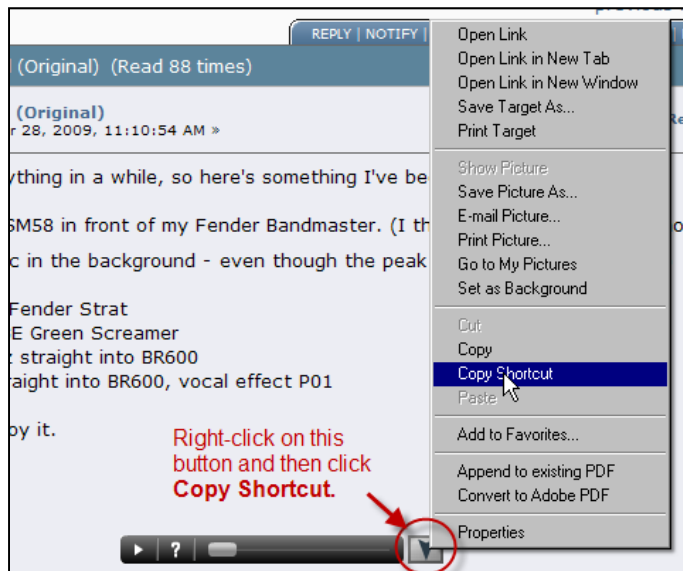 REPLY | NOTIFY |
(Original) (Read 88 times)
(Original)
r 28, 2009, 11:10:54 AM »
ything in a while, so here's something I've be
SM58 in front of my Fender Bandmaster. (I th
c in the background - even though the peak
Fender Strat
E Green Screamer
straight into BR600
raight into BR600, vocal effect P01
oy it.
Right-click on this
button and then click
Copy Shortcut.
?
Open Link
Open Link in New Tab
Open Link in New Window
Save Target As...
Print Target
Show Picture
Save Picture As...
E-mail Picture...
Print Picture...
Go to My Pictures
Set as Background
Cut
Copy
Copy Shortcut
Paste
Add to Favorites...
Append to existing PDF
Convert to Adobe PDF
Properties